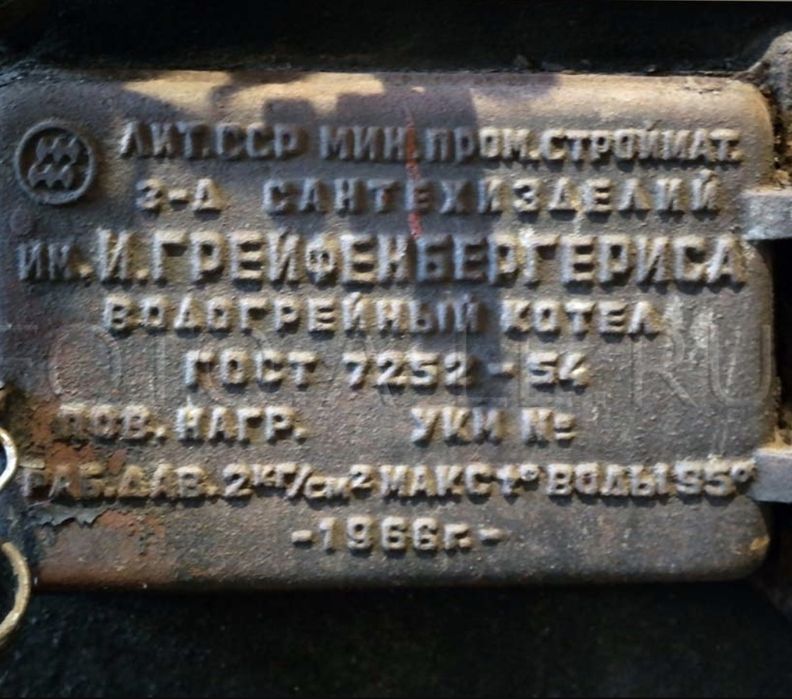 ЛИТ.ССР МИН.ПРОМ.СТРОЙМАТ.
З-Д САНТЕХИЗДЕЛИЙ
ИМ. И.ГРЕЙФЕНБЕРГЕРИСА
ВОДОГРЕЙНЫЙ КОТЕЛ
ГОСТ 7252-54
ПОВ. НАГР. УКМ №
РАБ.ДАВ.2КГ/СМ² МАКС t° ВОДЫ 95°
-1966г.-